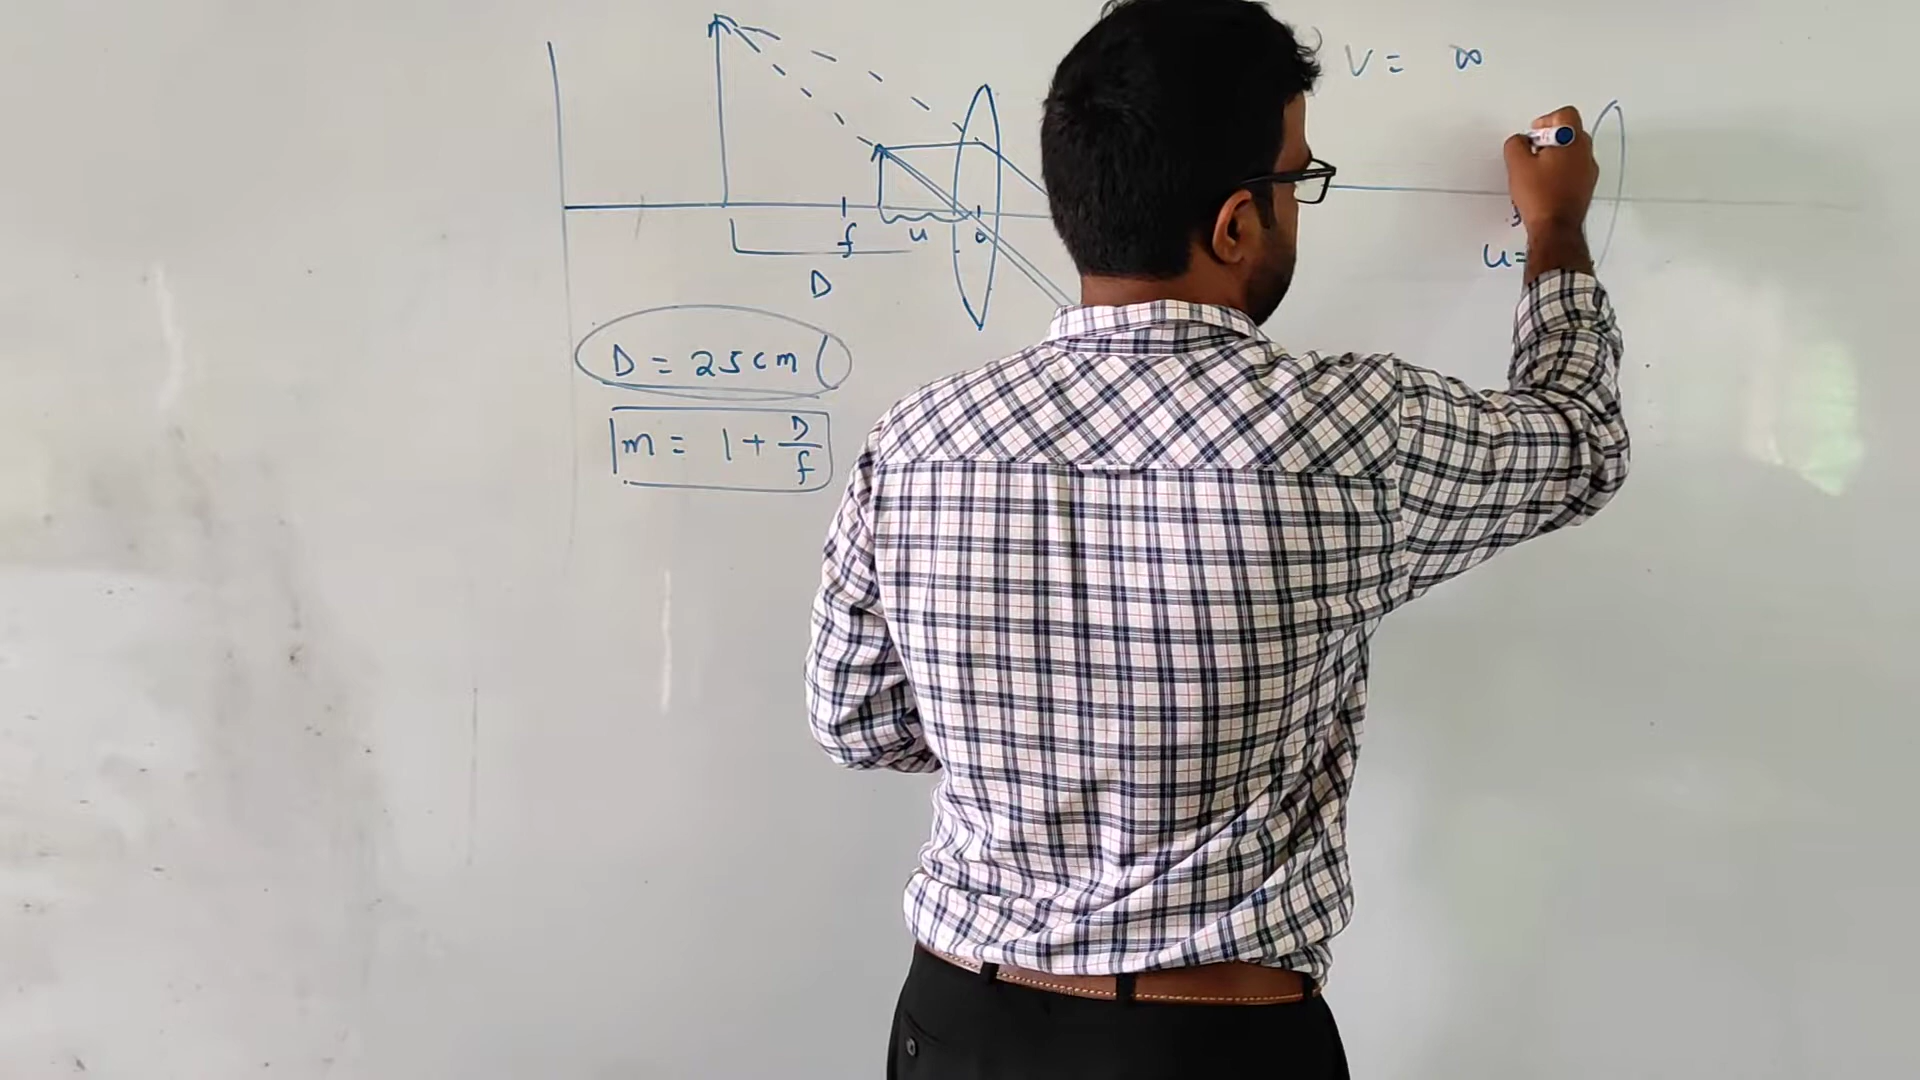 V = ∞
f u o
u =
D
D = 25cm
m = 1 + D/f